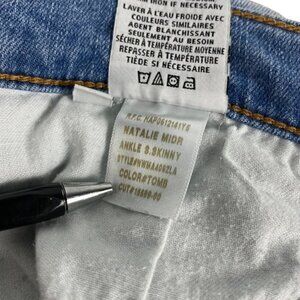 IRON IF NECESSARY
LAVER A L'EAU FROIDE AVEC
COULEURS SIMILAIRES
AGENT BLANCHISSANT
SEULEMENT AU BESOIN
SÉCHER À TEMPÉRATURE MOYENNE
REPASSER À TEMPÉRATURE
TIÈDE SI NÉCESSAIRE
NATALIE MIDR
ANKLE S.SKINNY
COLOR#TOMB